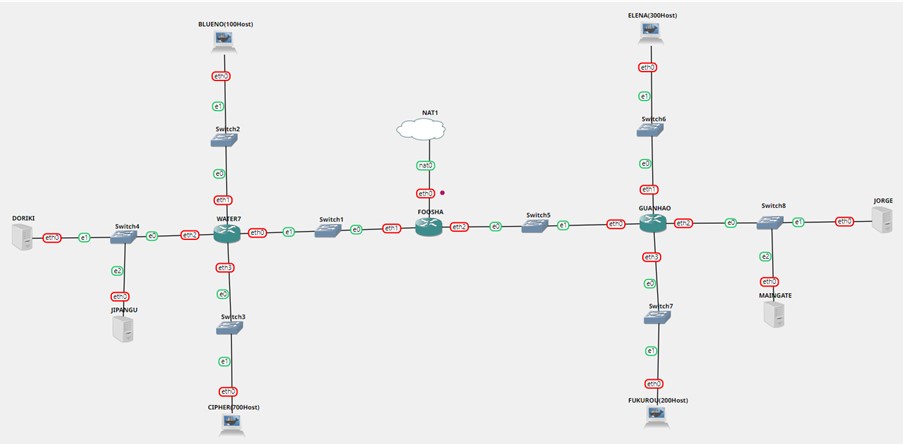 BLUENO(100Host)
ELENA(300Host)
eth0
eth0
e1
e1
NAT1
Switch2
Switch6
nat0
e0
e0
eth1
eth0
eth1
DORIKI
WATER7
FOOSHA
GUANHAO
JORGE
Switch4
Switch1
Switch5
Switch8
eth0
e1
e0
eth2
eth0
e1
e0
eth1
eth2
e0
e1
eth0
eth2
e0
e1
eth0
e2
eth3
eth3
e2
eth0
e0
e0
eth0
JIPANGU
Switch3
Switch7
MAINGATE
e1
e1
eth0
eth0
CIPHER(700Host)
FUKUROU(200Host)